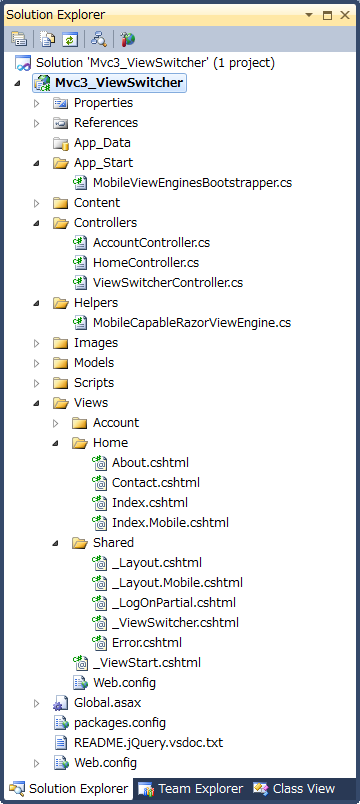 Solution Explorer
Solution 'Mvc3_ViewSwitcher' (1 project)
Mvc3_ViewSwitcher
Properties
References
App_Data
App_Start
MobileViewEnginesBootstrapper.cs
Content
Controllers
AccountController.cs
HomeController.cs
ViewSwitcherController.cs
Helpers
MobileCapableRazorViewEngine.cs
Images
Models
Scripts
Views
Account
Home
About.cshtml
Contact.cshtml
Index.cshtml
Index.Mobile.cshtml
Shared
_Layout.cshtml
_Layout.Mobile.cshtml
_LogOnPartial.cshtml
_ViewSwitcher.cshtml
Error.cshtml
_ViewStart.cshtml
Web.config
Global.asax
packages.config
README.jQuery.vsdoc.txt
Web.config
Solution Explorer Team Explorer Class View